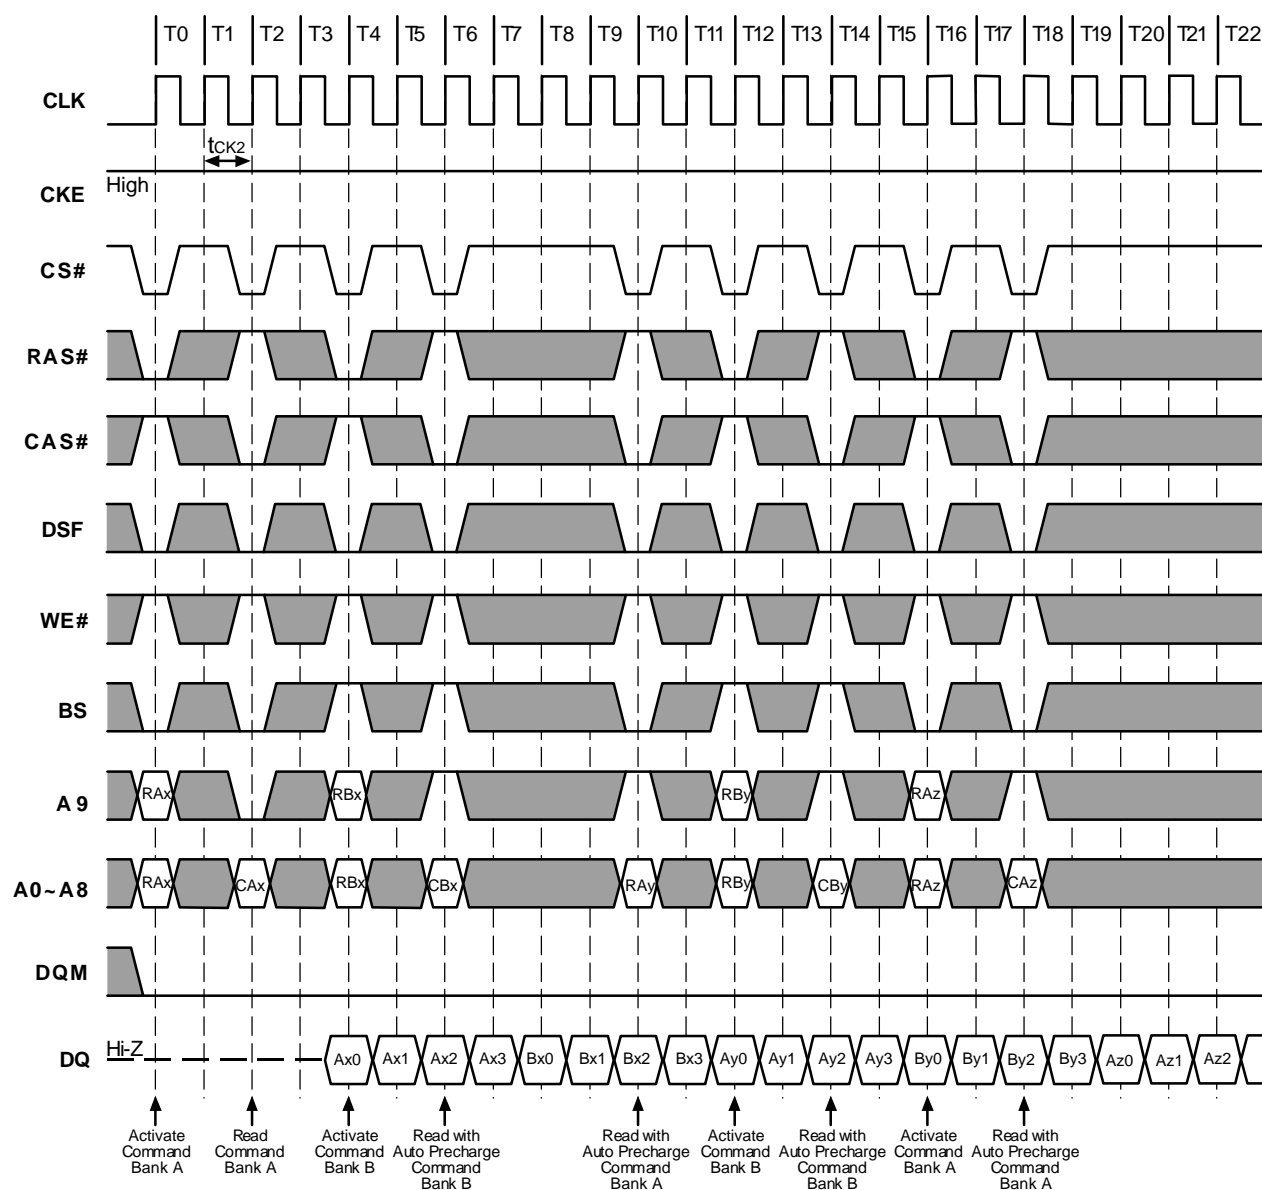 T0 T1 T2 T3 T4 T5 T6 T7 T8 T9 T10 T11 T12 T13 T14 T15 T16 T17 T18 T19 T20 T21 T22
CLK
tCK2
High
CKE
CS#
RAS#
CAS#
DSF
WE#
BS
A9 RAx RBx RBy RAz
A0~A8 RAx CAx RBx CBx RAy RBy CBy RAz CAz
DQM
DQ Hi-Z Ax0 Ax1 Ax2 Ax3 Bx0 Bx1 Bx2 Bx3 Ay0 Ay1 Ay2 Ay3 By0 By1 By2 By3 Az0 Az1 Az2
Activate Command Bank A
Read Command Bank A
Activate Command Bank B
Read with Auto Precharge Command Bank B
Read with Auto Precharge Command Bank A
Activate Command Bank B
Read with Auto Precharge Command Bank B
Activate Command Bank A
Read with Auto Precharge Command Bank A